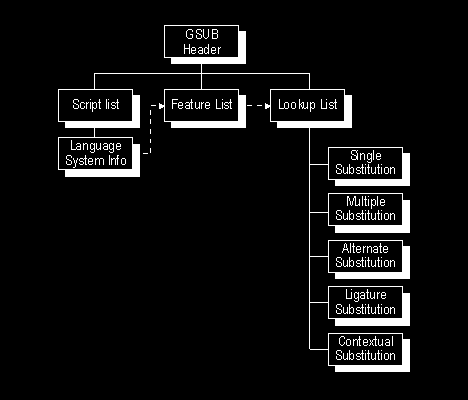 GSUB
Header
Script list
Feature List
Lookup List
Language
System Info
Single
Substitution
Multiple
Substitution
Alternate
Substitution
Ligature
Substitution
Contextual
Substitution